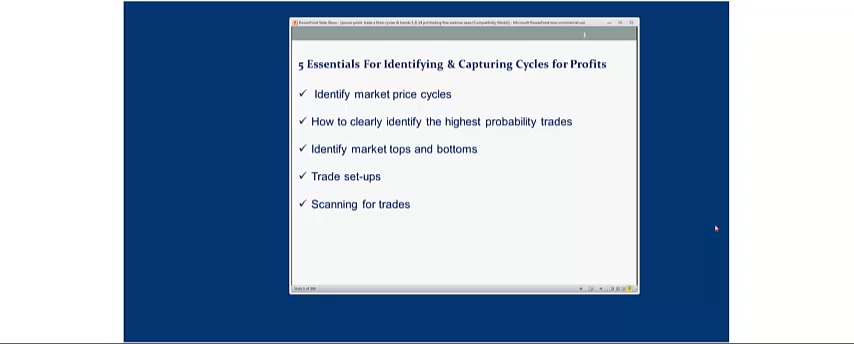 5 Essentials For Identifying & Capturing Cycles for Profits
✓ Identify market price cycles
✓ How to clearly identify the highest probability trades
✓ Identify market tops and bottoms
✓ Trade set-ups
✓ Scanning for trades